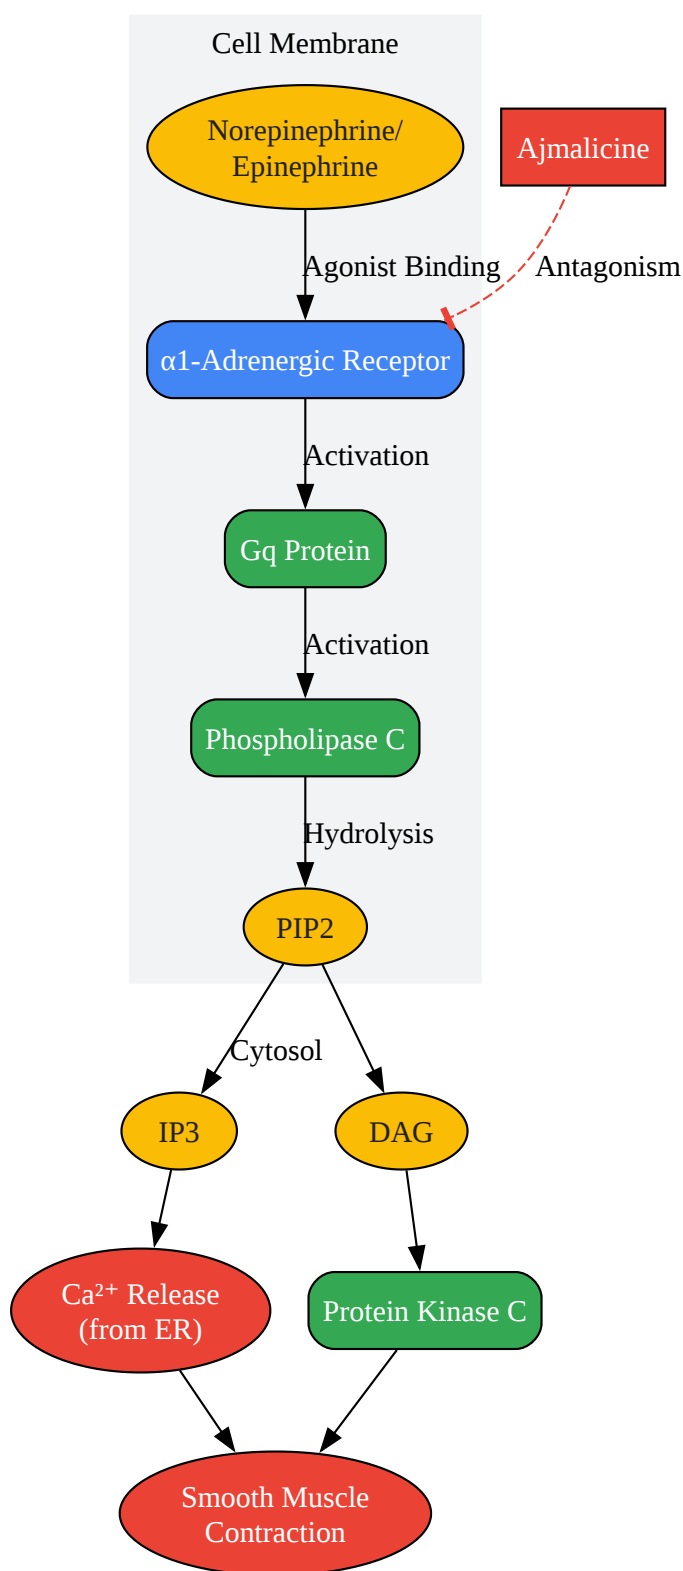 Cell Membrane
Norepinephrine/
Epinephrine
Ajmalicine
Agonist Binding
Antagonism
α1-Adrenergic Receptor
Activation
Gq Protein
Activation
Phospholipase C
Hydrolysis
PIP2
Cytosol
IP3
DAG
Ca²⁺ Release
(from ER)
Protein Kinase C
Smooth Muscle
Contraction